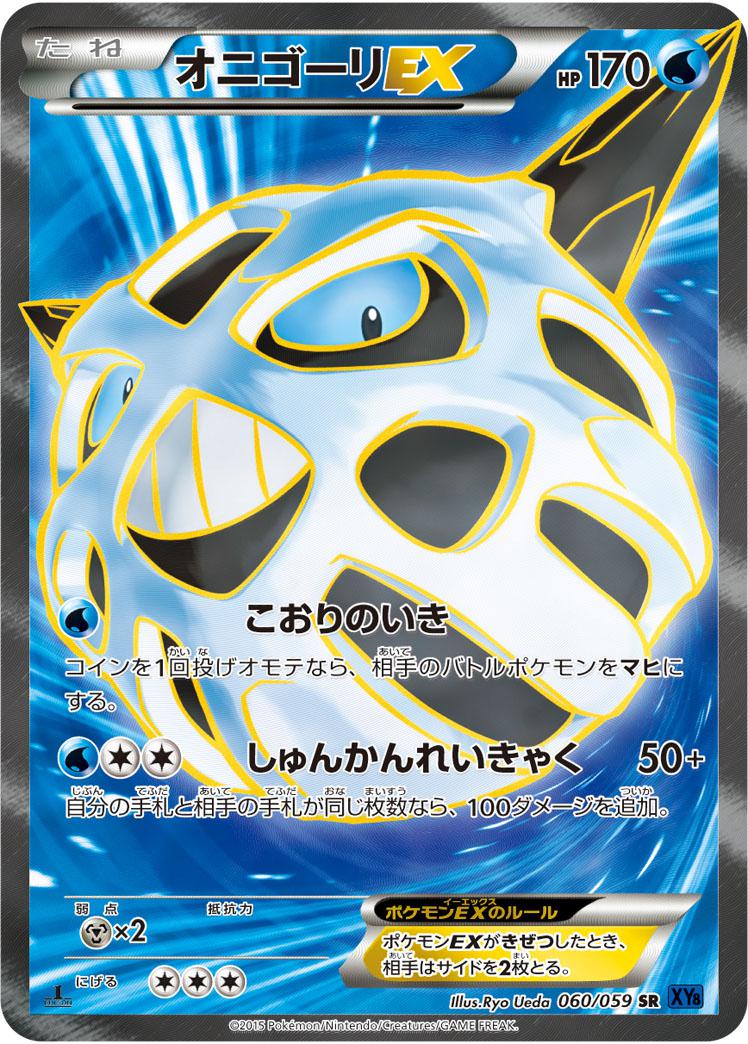 たね オニゴーリEX HP170
こおりのいき
コインを1回投げオモテなら、相手のバトルポケモンをマヒに
する。
しゅんかんれいきゃく 50+
自分の手札と相手の手札が同じ枚数なら、100ダメージを追加。
弱点 抵抗力
×2
にげる
ポケモンEXのルール
ポケモンEXがきぜつしたとき、
相手はサイドを2枚とる。
Illus.Ryo Ueda 060/059 SR XY8
©2015 Pokémon/Nintendo/Creatures/GAME FREAK.